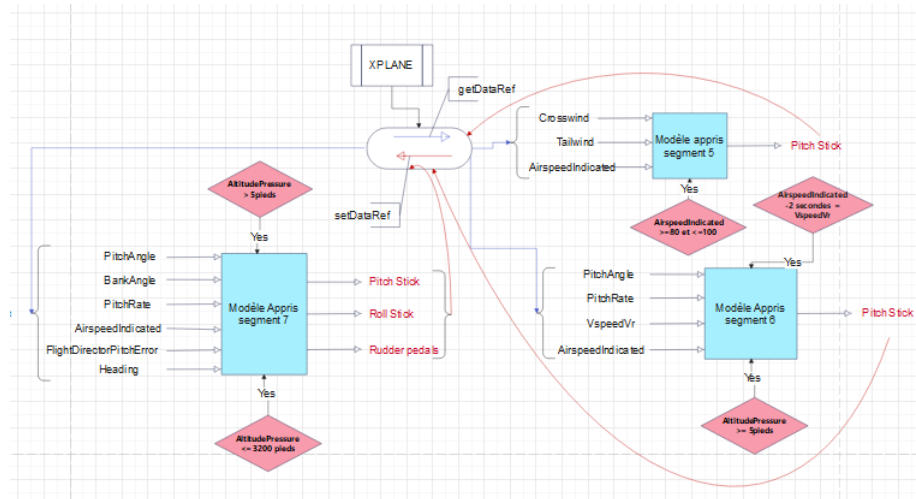 XPLANE
getDataRef
setDataRef
Crosswind
Tailwind
AirspeedIndicated
Modèle appris
segment 5
Pitch Stick
Yes
AirspeedIndicated
>=80 et <=100
AirspeedIndicated
-2 secondes =
VspeedVr
Yes
AltitudePressure
> 5pieds
Yes
PitchAngle
BankAngle
PitchRate
AirspeedIndicated
FlightDirectorPitchError
Heading
Modèle Appris
segment 7
Pitch Stick
Roll Stick
Rudder pedals
Yes
AltitudePressure
<= 3200 pieds
PitchAngle
PitchRate
VspeedVr
AirspeedIndicated
Modèle Appris
segment 6
Pitch Stick
Yes
AltitudePressure
>= 5pieds